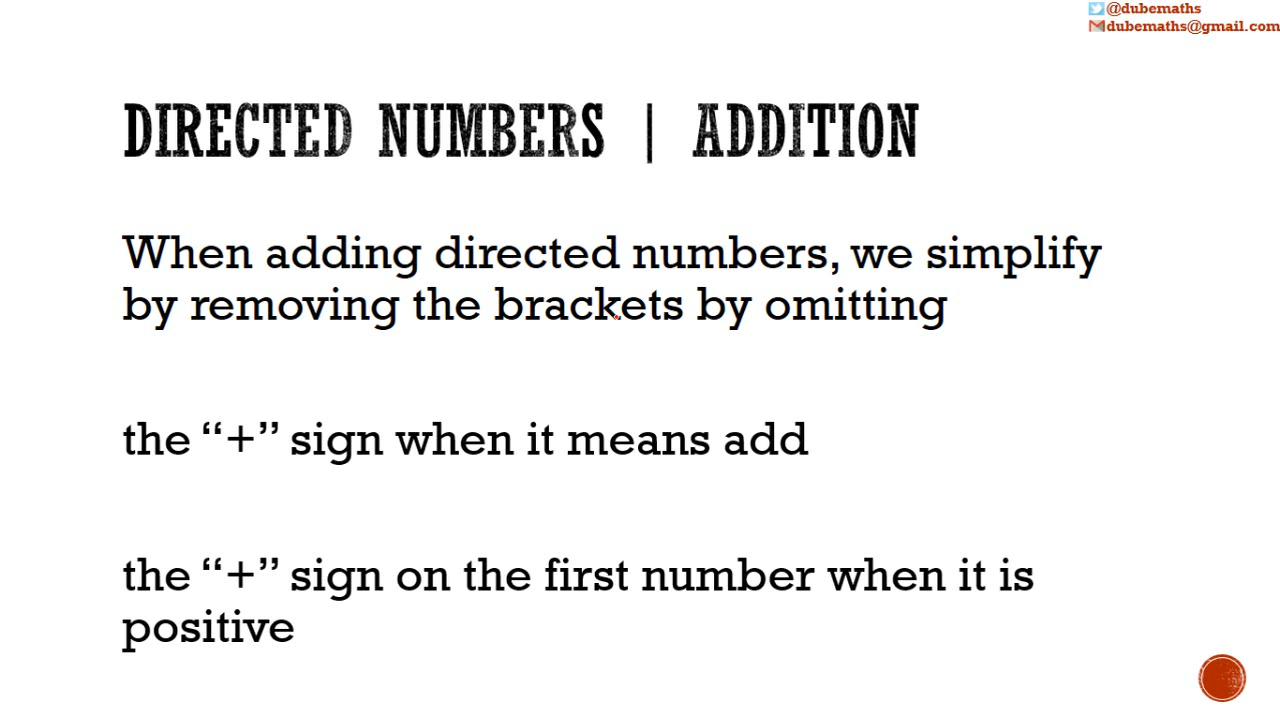 @dubemaths
dubemaths@gmail.com
DIRECTED NUMBERS | ADDITION
When adding directed numbers, we simplify
by removing the brackets by omitting
the “+” sign when it means add
the “+” sign on the first number when it is
positive